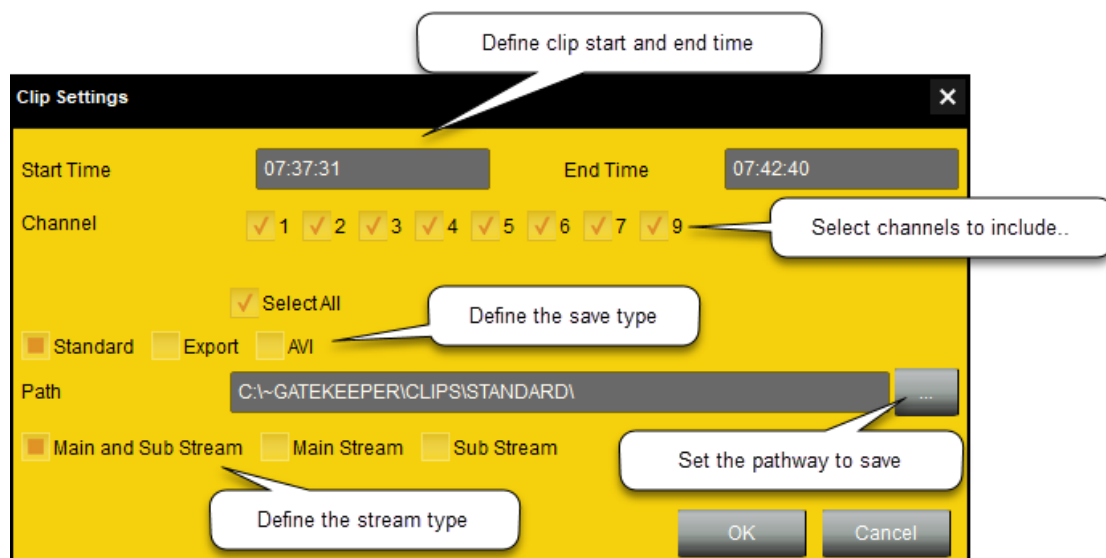 Define clip start and end time
Clip Settings
Start Time 07:37:31 End Time 07:42:40
Channel 1 2 3 4 5 6 7 9
Select channels to include..
Select All
Define the save type
Standard Export AVI
Path C:\~GATEKEEPER\CLIPS\STANDARD\ ...
Main and Sub Stream Main Stream Sub Stream
Set the pathway to save
Define the stream type
OK Cancel